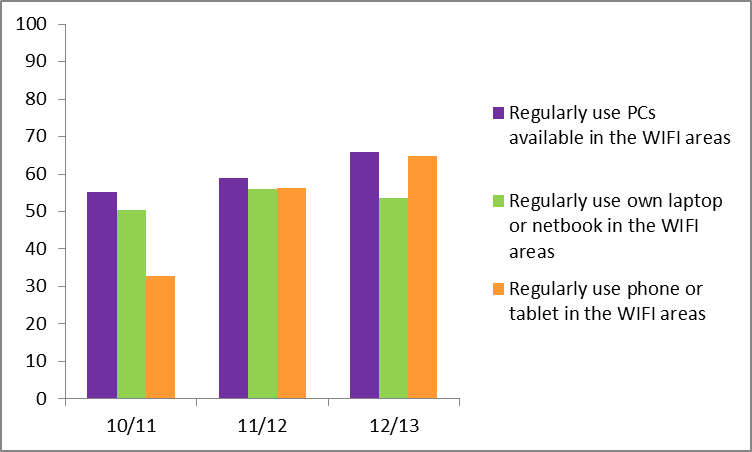 100
90
80
70
60
50
40
30
20
10
0
10/11
11/12
12/13
Regularly use PCs
available in the WIFI areas
Regularly use own laptop
or netbook in the WIFI
areas
Regularly use phone or
tablet in the WIFI areas